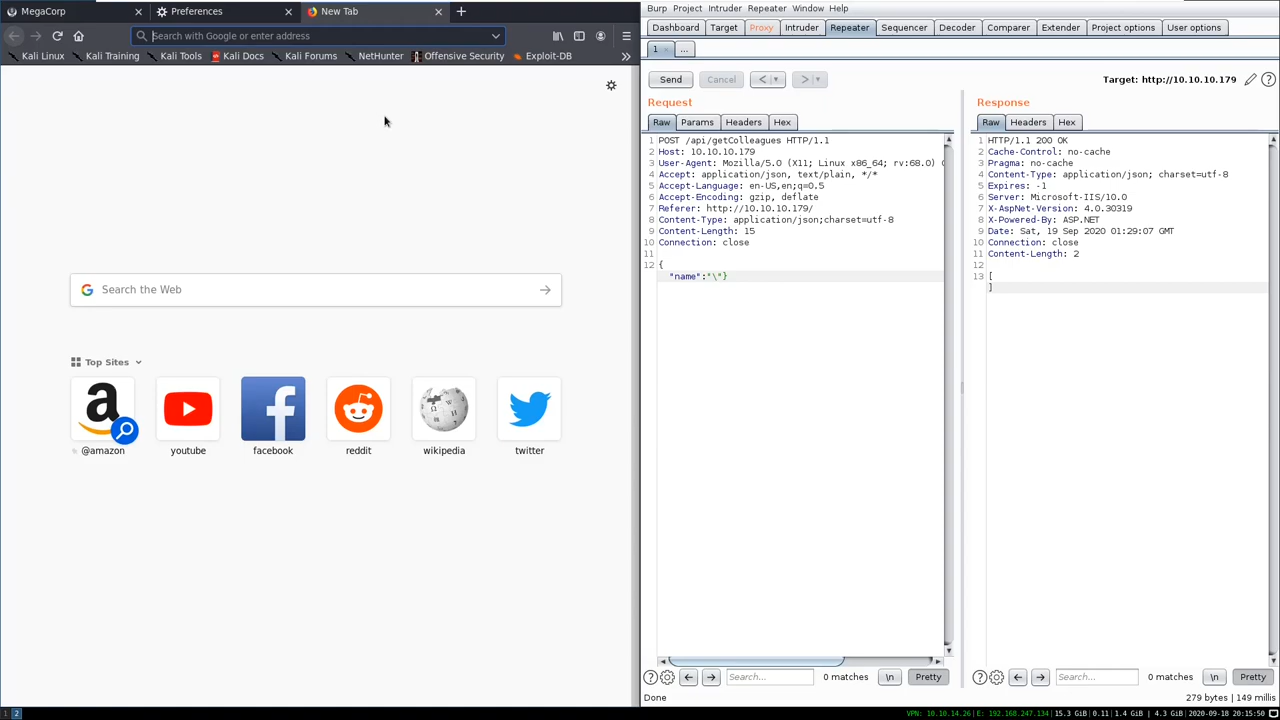 MegaCorp
Preferences
New Tab
Search with Google or enter address
Kali Linux
Kali Training
Kali Tools
Kali Docs
Kali Forums
NetHunter
Offensive Security
Exploit-DB
Search the Web
Top Sites
@amazon
youtube
facebook
reddit
wikipedia
twitter
Burp Project Intruder Repeater Window Help
Dashboard Target Proxy Intruder Repeater Sequencer Decoder Comparer Extender Project options User options
1 ...
Send Cancel < > Target: http://10.10.10.179
Request
Raw Params Headers Hex
1 POST /api/getColleagues HTTP/1.1
2 Host: 10.10.10.179
3 User-Agent: Mozilla/5.0 (X11; Linux x86_64; rv:68.0)
4 Accept: application/json, text/plain, */*
5 Accept-Language: en-US,en;q=0.5
6 Accept-Encoding: gzip, deflate
7 Referer: http://10.10.10.179/
8 Content-Type: application/json;charset=utf-8
9 Content-Length: 15
10 Connection: close
11
12 {
"name":"\"}
Search... 0 matches \n Pretty
Response
Raw Headers Hex
1 HTTP/1.1 200 OK
2 Cache-Control: no-cache
3 Pragma: no-cache
4 Content-Type: application/json; charset=utf-8
5 Expires: -1
6 Server: Microsoft-IIS/10.0
7 X-AspNet-Version: 4.0.30319
8 X-Powered-By: ASP.NET
9 Date: Sat, 19 Sep 2020 01:29:07 GMT
10 Connection: close
11 Content-Length: 2
12
13 [
]
Search... 0 matches \n Pretty
Done 279 bytes | 149 millis
1 2 VPN: 10.10.14.26| E: 192.168.247.134| 15.3 GiB| 0.11| 1.4 GiB | 4.3 GiB| 2020-09-18 20:15:50